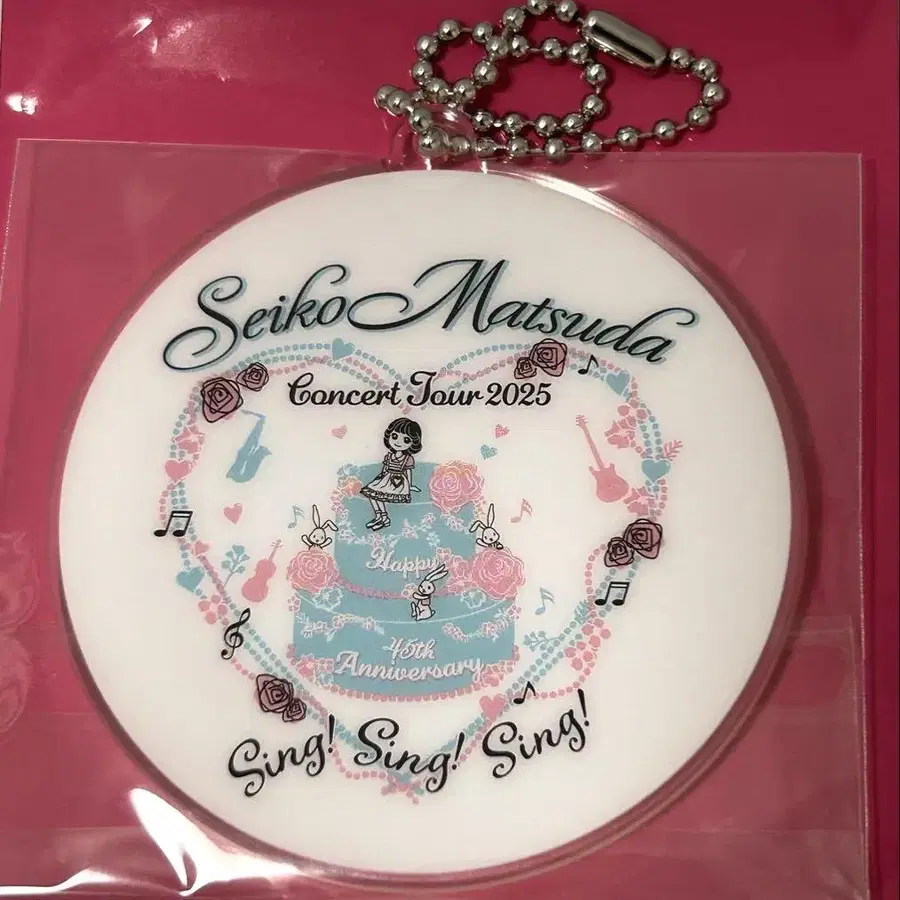 Seiko Matsuda
Concert Tour 2025
Happy
45th
Anniversary
Sing! Sing! Sing!